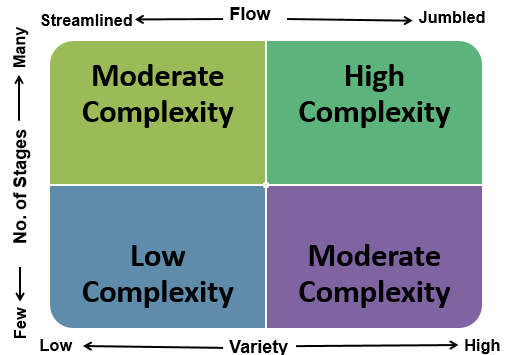 Streamlined Flow Jumbled
Many
No. of Stages
Few
Moderate
Complexity
High
Complexity
Low
Complexity
Moderate
Complexity
Low Variety High